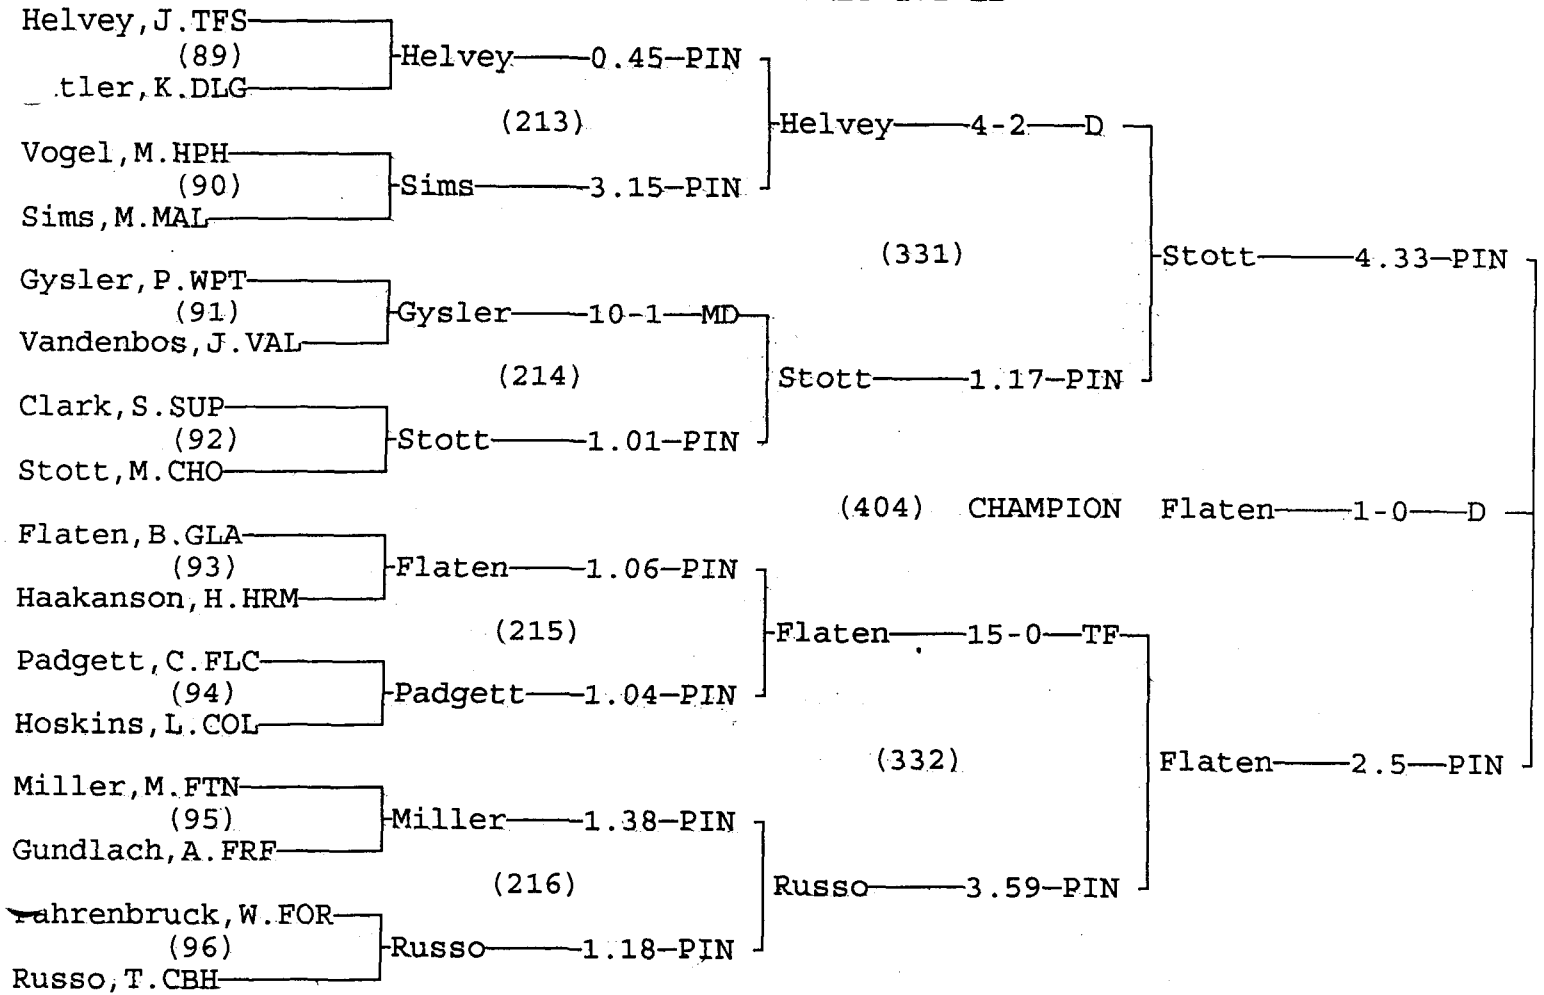 Helvey,J.TFS
(89) Helvey 0.45-PIN
tler,K.DLG
(213) Helvey 4-2 D
Vogel,M.HPH
(90) Sims 3.15-PIN
Sims,M.MAL
(331) Stott 4.33-PIN
Gysler,P.WPT
(91) Gysler 10-1 MD
Vandenbos,J.VAL
(214) Stott 1.17-PIN
Clark,S.SUP
(92) Stott 1.01-PIN
Stott,M.CHO
(404) CHAMPION Flaten 1-0 D
Flaten,B.GLA
(93) Flaten 1.06-PIN
Haakanson,H.HRM
(215) Flaten 15-0 TF
Padgett,C.FLC
(94) Padgett 1.04-PIN
Hoskins,L.COL
(332) Flaten 2.5 PIN
Miller,M.FTN
(95) Miller 1.38-PIN
Gundlach,A.FRF
(216) Russo 3.59-PIN
ahrenbruck,W.FOR
(96) Russo 1.18-PIN
Russo,T.CBH